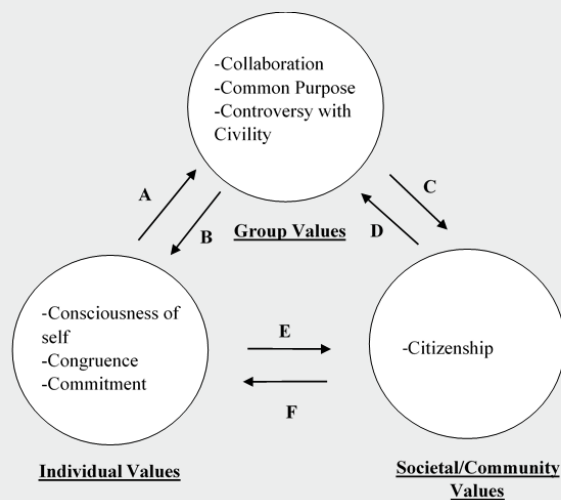 -Collaboration
-Common Purpose
-Controversy with
Civility
A
B
C
D
Group Values
-Consciousness of
self
-Congruence
-Commitment
E
F
-Citizenship
Individual Values
Societal/Community
Values